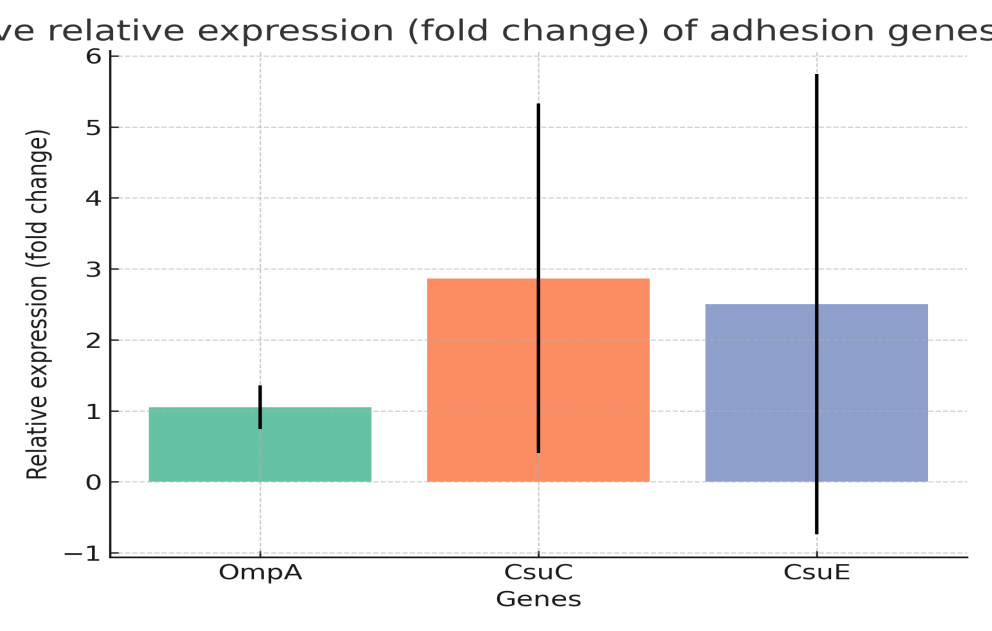 ve relative expression (fold change) of adhesion genes
6
5
4
3
2
1
0
−1
Relative expression (fold change)
OmpA CsuC CsuE
Genes